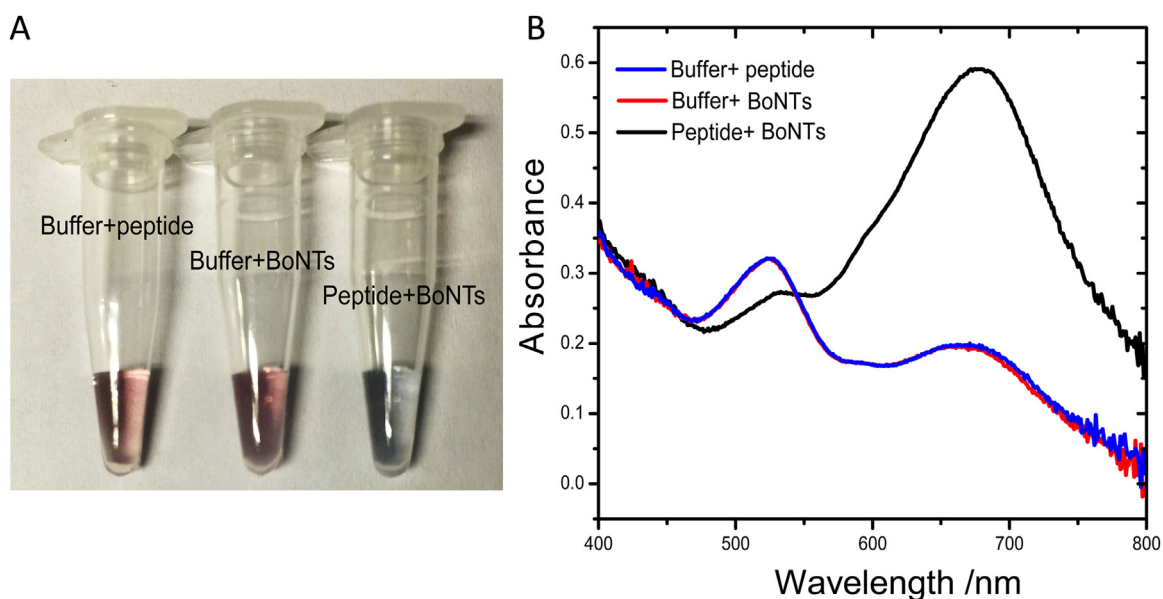 A
Buffer+peptide
Buffer+BoNTs
Peptide+BoNTs
B
Buffer+ peptide
Buffer+ BoNTs
Peptide+ BoNTs
0.6
0.5
0.4
0.3
0.2
0.1
0.0
Absorbance
400 500 600 700 800
Wavelength /nm